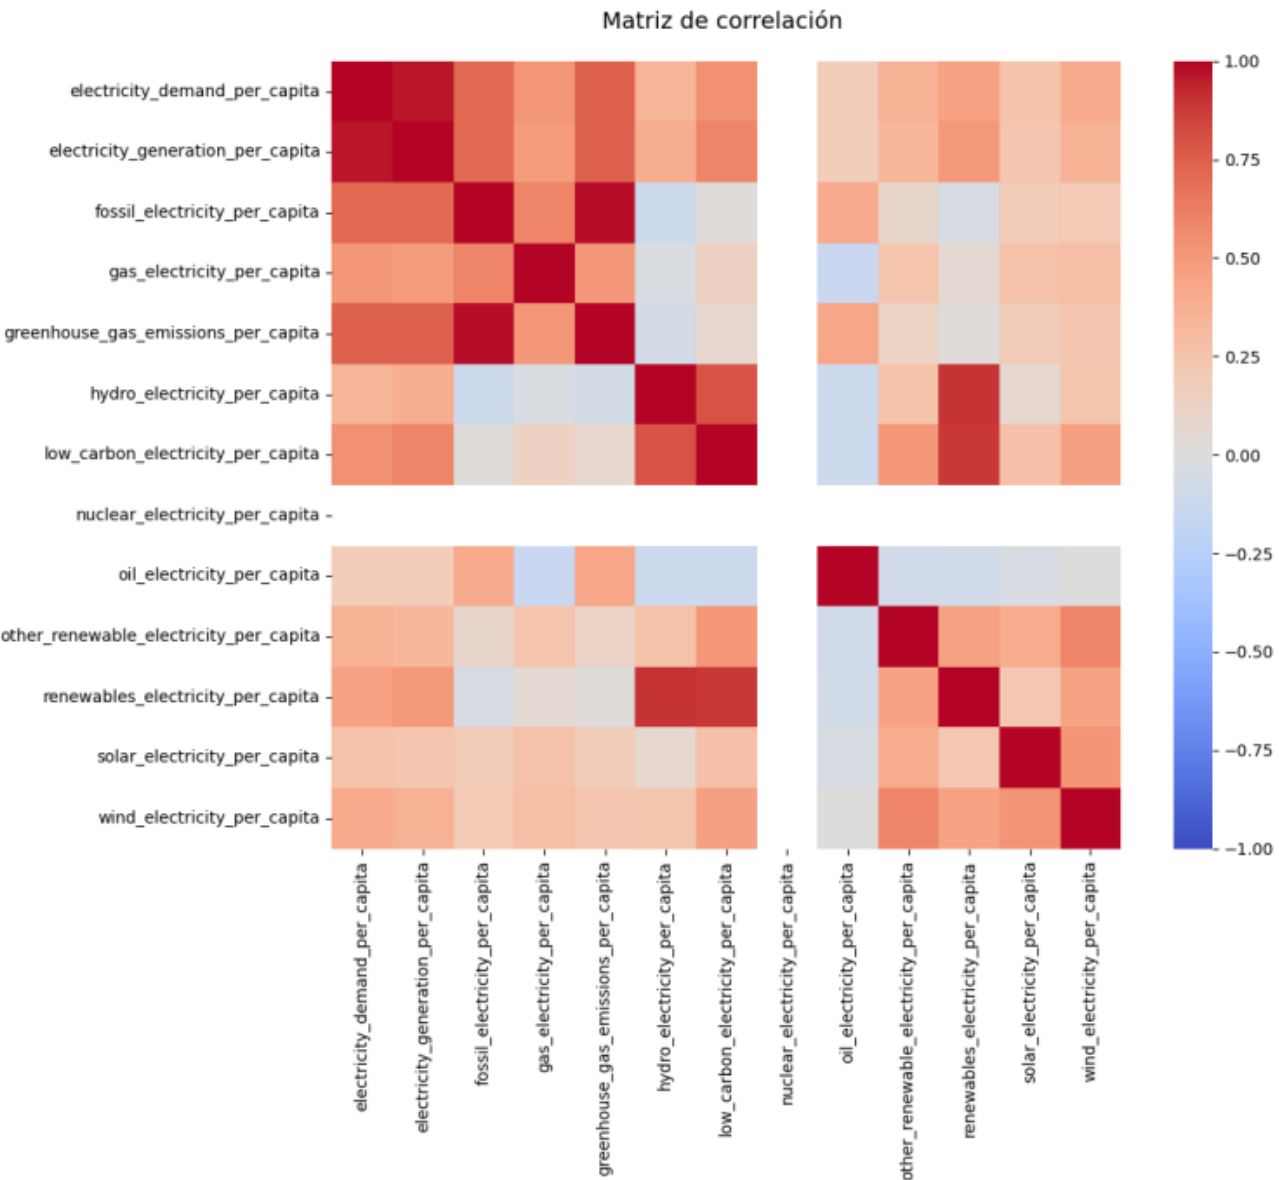 Matriz de correlación
electricity_demand_per_capita
electricity_generation_per_capita
fossil_electricity_per_capita
gas_electricity_per_capita
greenhouse_gas_emissions_per_capita
hydro_electricity_per_capita
low_carbon_electricity_per_capita
nuclear_electricity_per_capita
oil_electricity_per_capita
other_renewable_electricity_per_capita
renewables_electricity_per_capita
solar_electricity_per_capita
wind_electricity_per_capita
electricity_demand_per_capita
electricity_generation_per_capita
fossil_electricity_per_capita
gas_electricity_per_capita
greenhouse_gas_emissions_per_capita
hydro_electricity_per_capita
low_carbon_electricity_per_capita
nuclear_electricity_per_capita
oil_electricity_per_capita
other_renewable_electricity_per_capita
renewables_electricity_per_capita
solar_electricity_per_capita
wind_electricity_per_capita
1.00
0.75
0.50
0.25
0.00
−0.25
−0.50
−0.75
−1.00